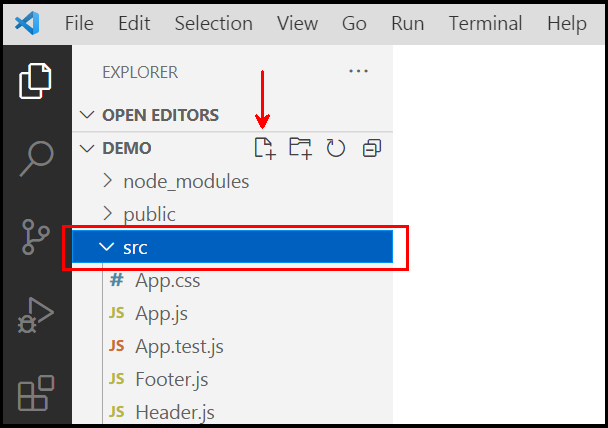 File Edit Selection View Go Run Terminal Help
EXPLORER
OPEN EDITORS
DEMO
node_modules
public
src
# App.css
JS App.js
JS App.test.js
JS Footer.js
JS Header.js